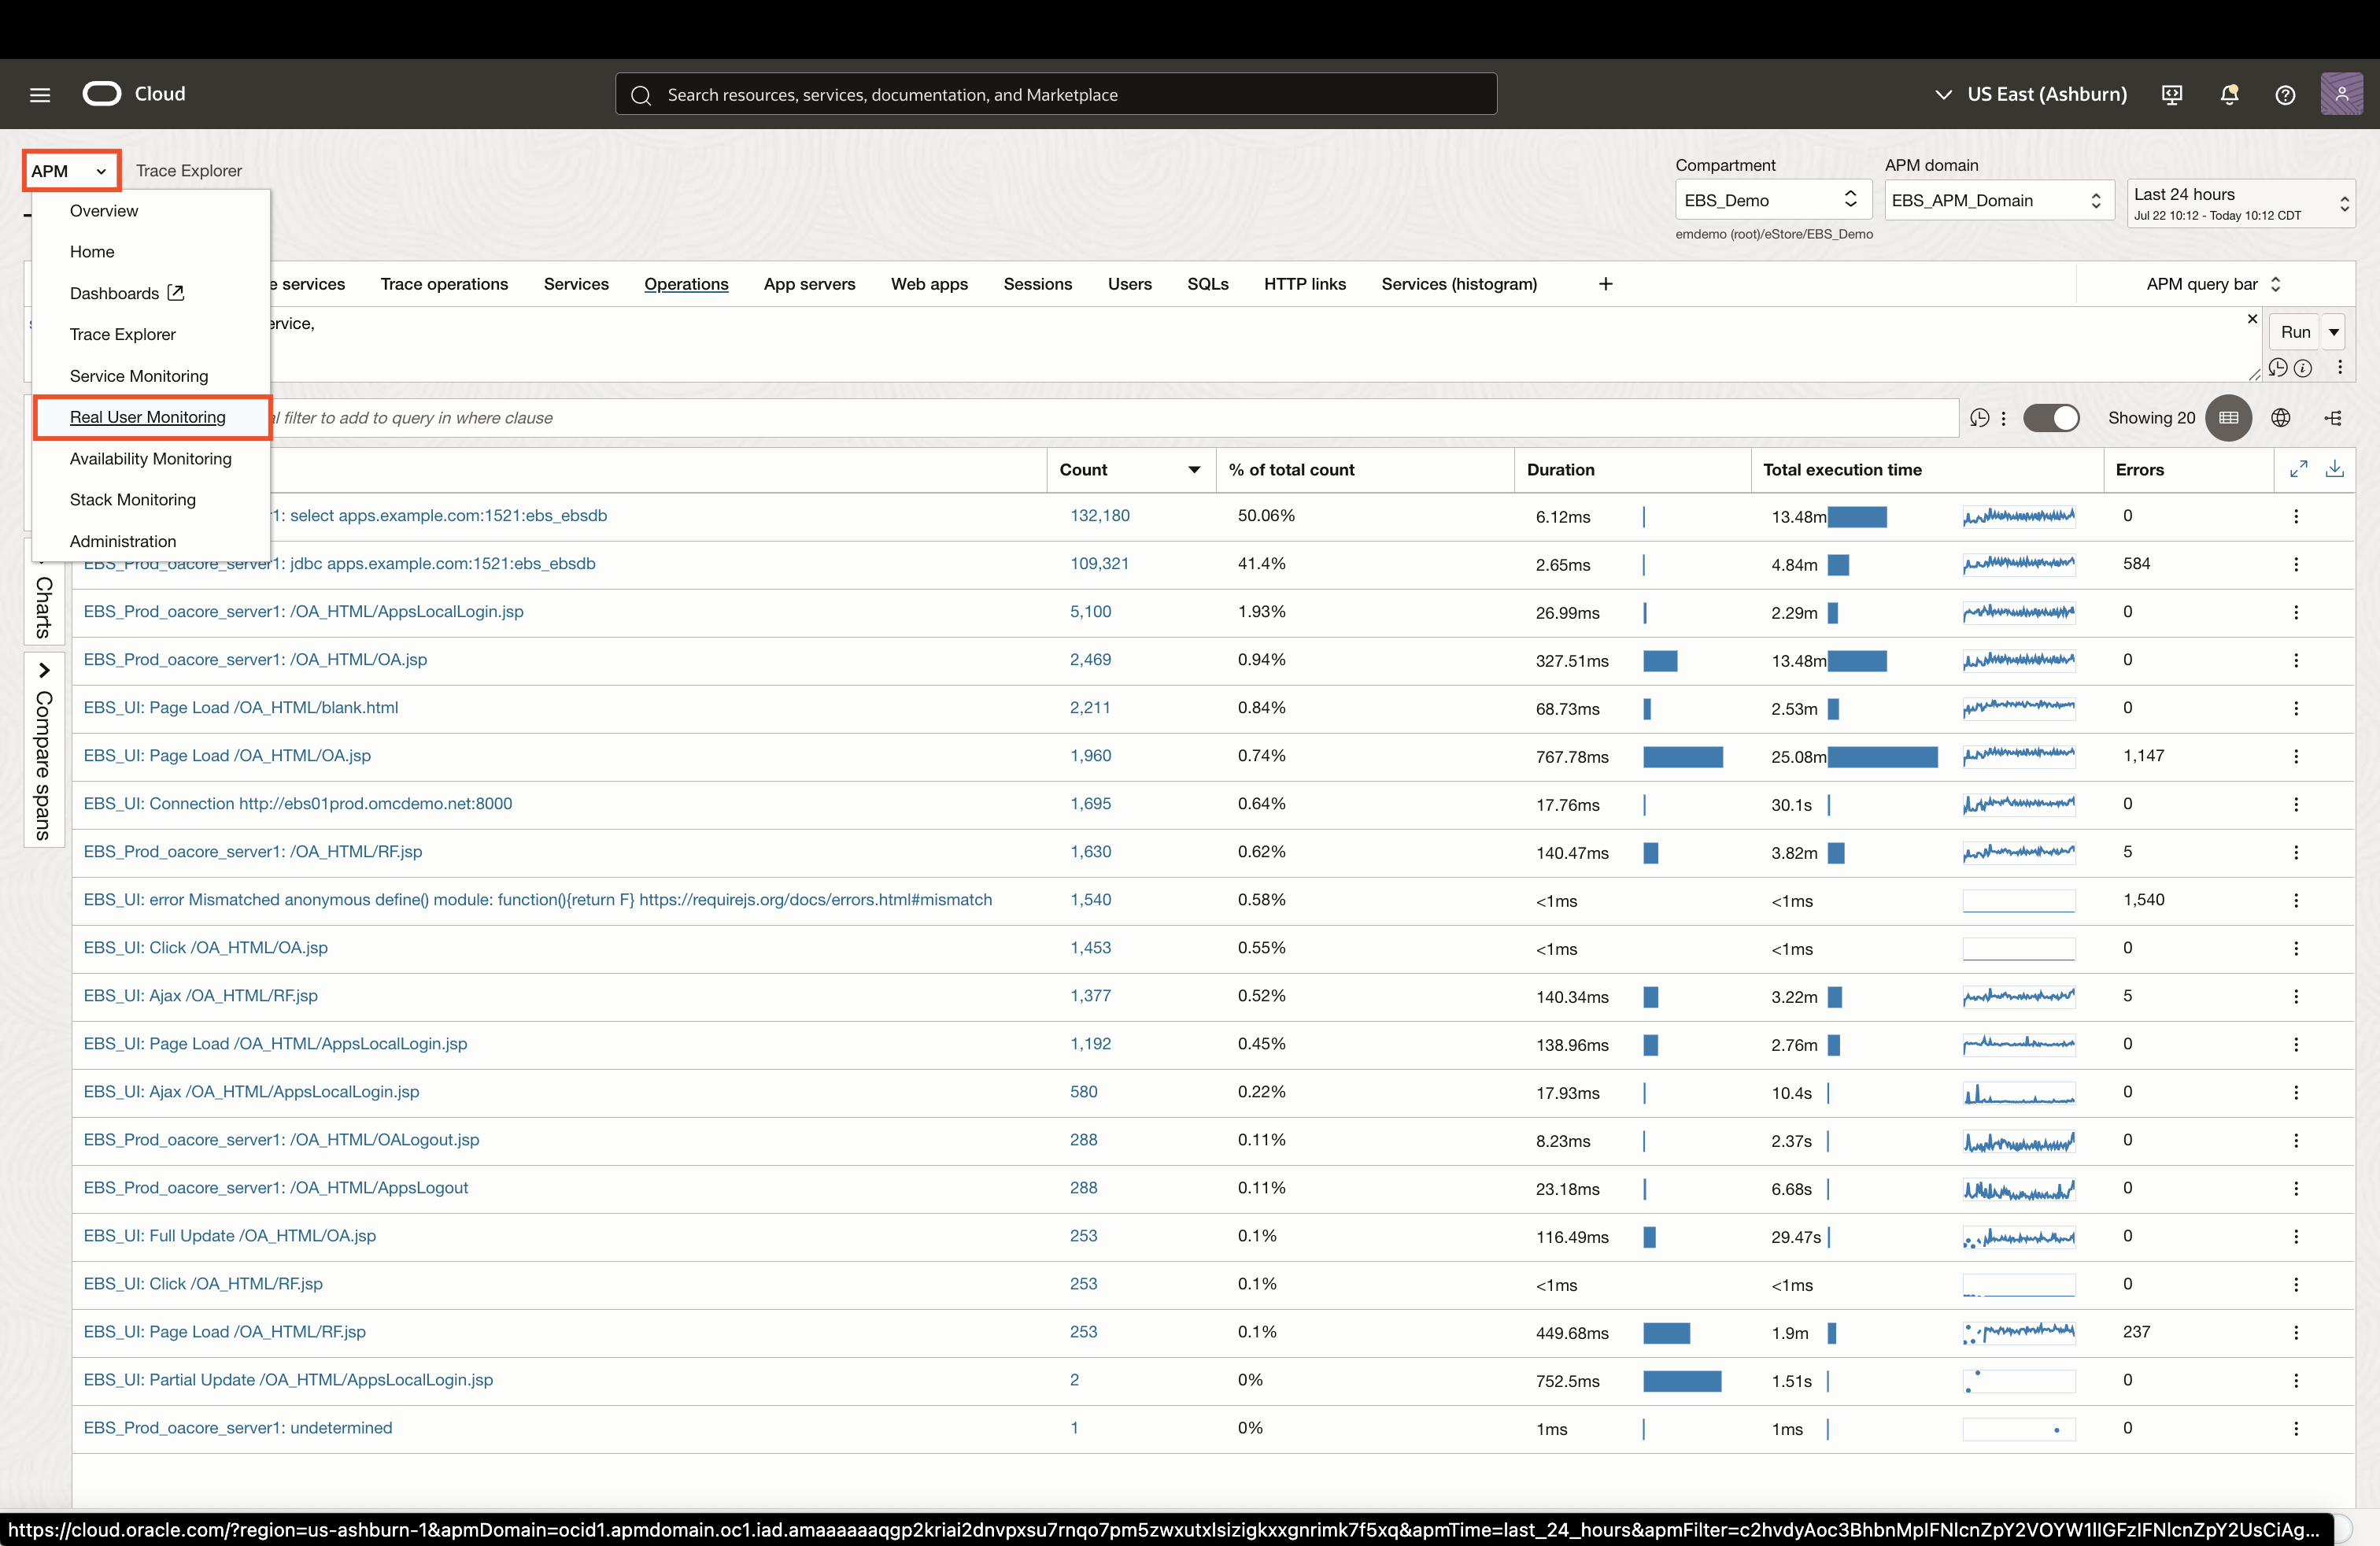 Cloud
Search resources, services, documentation, and Marketplace
US East (Ashburn)
APM
Trace Explorer
Compartment
APM domain
EBS_Demo
EBS_APM_Domain
Last 24 hours
Jul 22 10:12 - Today 10:12 CDT
emdemo (root)/eStore/EBS_Demo
Overview
Home
Dashboards
Trace Explorer
Service Monitoring
Real User Monitoring
Availability Monitoring
Stack Monitoring
Administration
e services Trace operations Services Operations App servers Web apps Sessions Users SQLs HTTP links Services (histogram) + APM query bar
ervice,
Run
l filter to add to query in where clause
Showing 20
Count % of total count Duration Total execution time Errors
1: select apps.example.com:1521:ebs_ebsdb 132,180 50.06% 6.12ms 13.48m 0
EBS_Prod_oacore_server1: jdbc apps.example.com:1521:ebs_ebsdb 109,321 41.4% 2.65ms 4.84m 584
EBS_Prod_oacore_server1: /OA_HTML/AppsLocalLogin.jsp 5,100 1.93% 26.99ms 2.29m 0
EBS_Prod_oacore_server1: /OA_HTML/OA.jsp 2,469 0.94% 327.51ms 13.48m 0
EBS_UI: Page Load /OA_HTML/blank.html 2,211 0.84% 68.73ms 2.53m 0
EBS_UI: Page Load /OA_HTML/OA.jsp 1,960 0.74% 767.78ms 25.08m 1,147
EBS_UI: Connection http://ebs01prod.omcdemo.net:8000 1,695 0.64% 17.76ms 30.1s 0
EBS_Prod_oacore_server1: /OA_HTML/RF.jsp 1,630 0.62% 140.47ms 3.82m 5
EBS_UI: error Mismatched anonymous define() module: function(){return F} https://requirejs.org/docs/errors.html#mismatch 1,540 0.58% <1ms <1ms 1,540
EBS_UI: Click /OA_HTML/OA.jsp 1,453 0.55% <1ms <1ms 0
EBS_UI: Ajax /OA_HTML/RF.jsp 1,377 0.52% 140.34ms 3.22m 5
EBS_UI: Page Load /OA_HTML/AppsLocalLogin.jsp 1,192 0.45% 138.96ms 2.76m 0
EBS_UI: Ajax /OA_HTML/AppsLocalLogin.jsp 580 0.22% 17.93ms 10.4s 0
EBS_Prod_oacore_server1: /OA_HTML/OALogout.jsp 288 0.11% 8.23ms 2.37s 0
EBS_Prod_oacore_server1: /OA_HTML/AppsLogout 288 0.11% 23.18ms 6.68s 0
EBS_UI: Full Update /OA_HTML/OA.jsp 253 0.1% 116.49ms 29.47s 0
EBS_UI: Click /OA_HTML/RF.jsp 253 0.1% <1ms <1ms 0
EBS_UI: Page Load /OA_HTML/RF.jsp 253 0.1% 449.68ms 1.9m 237
EBS_UI: Partial Update /OA_HTML/AppsLocalLogin.jsp 2 0% 752.5ms 1.51s 0
EBS_Prod_oacore_server1: undetermined 1 0% 1ms 1ms 0
Charts
Compare spans